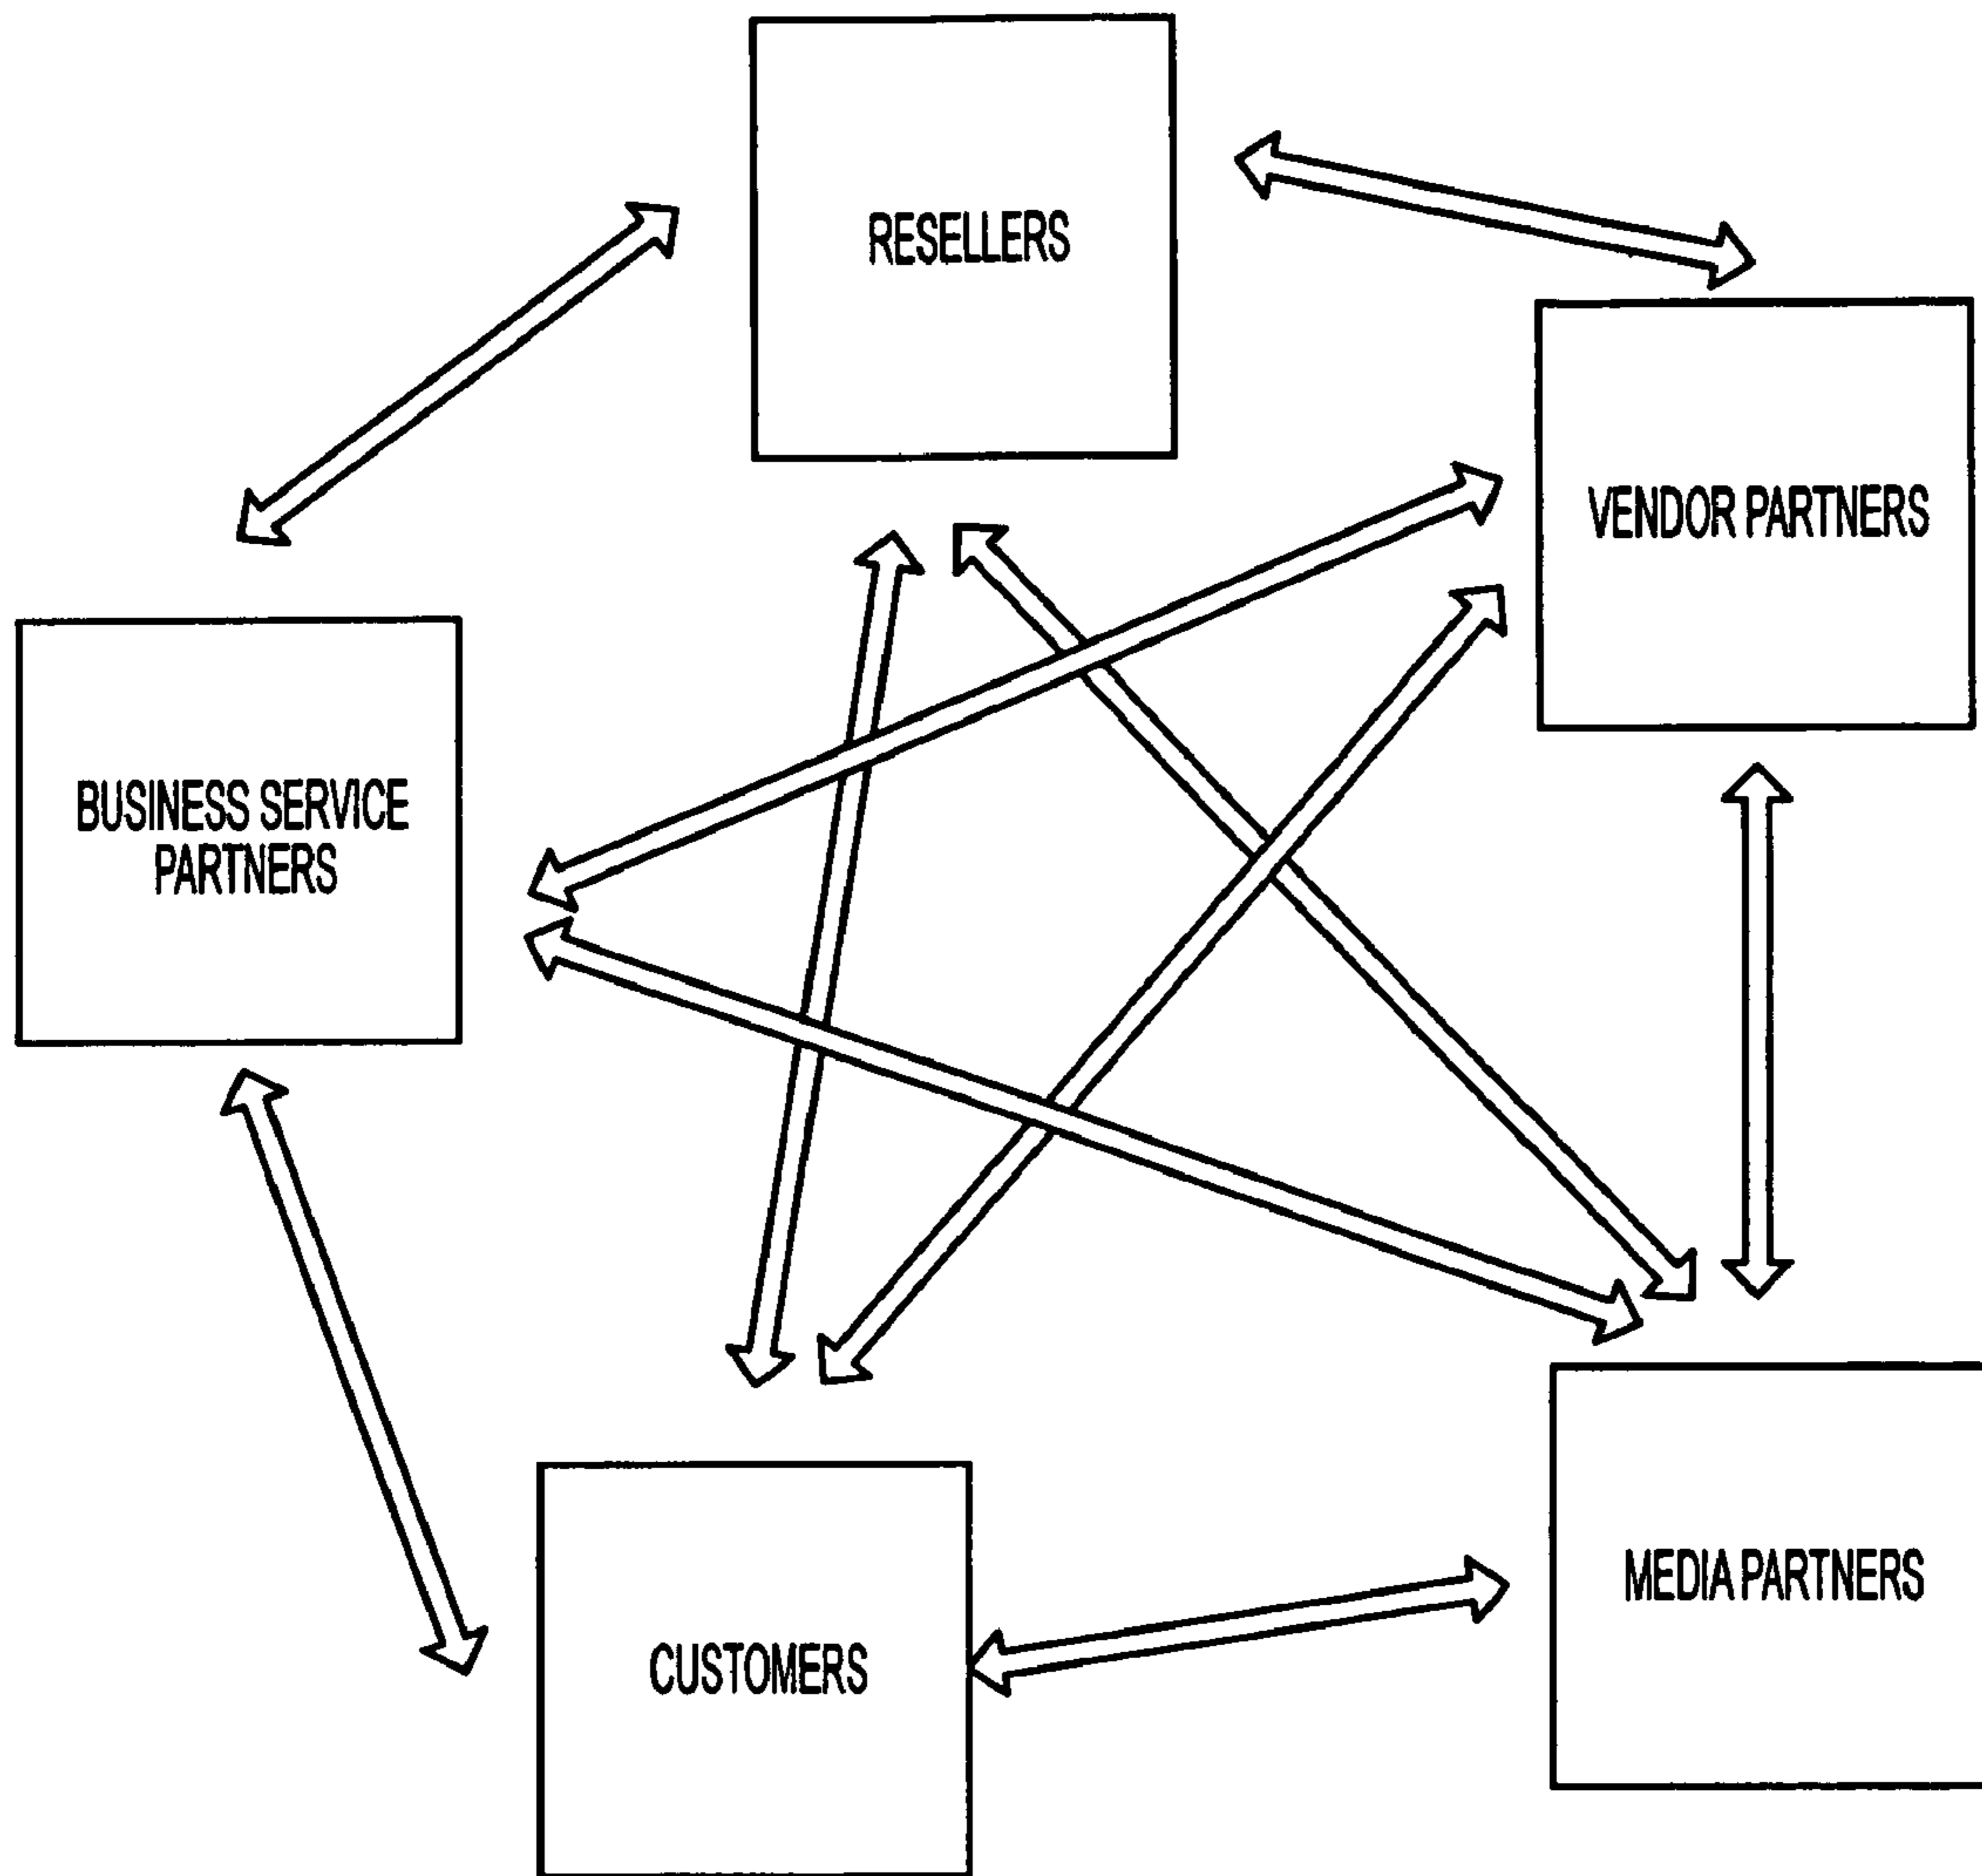 RESELLERS
VENDOR PARTNERS
BUSINESS SERVICE
PARTNERS
MEDIA PARTNERS
CUSTOMERS